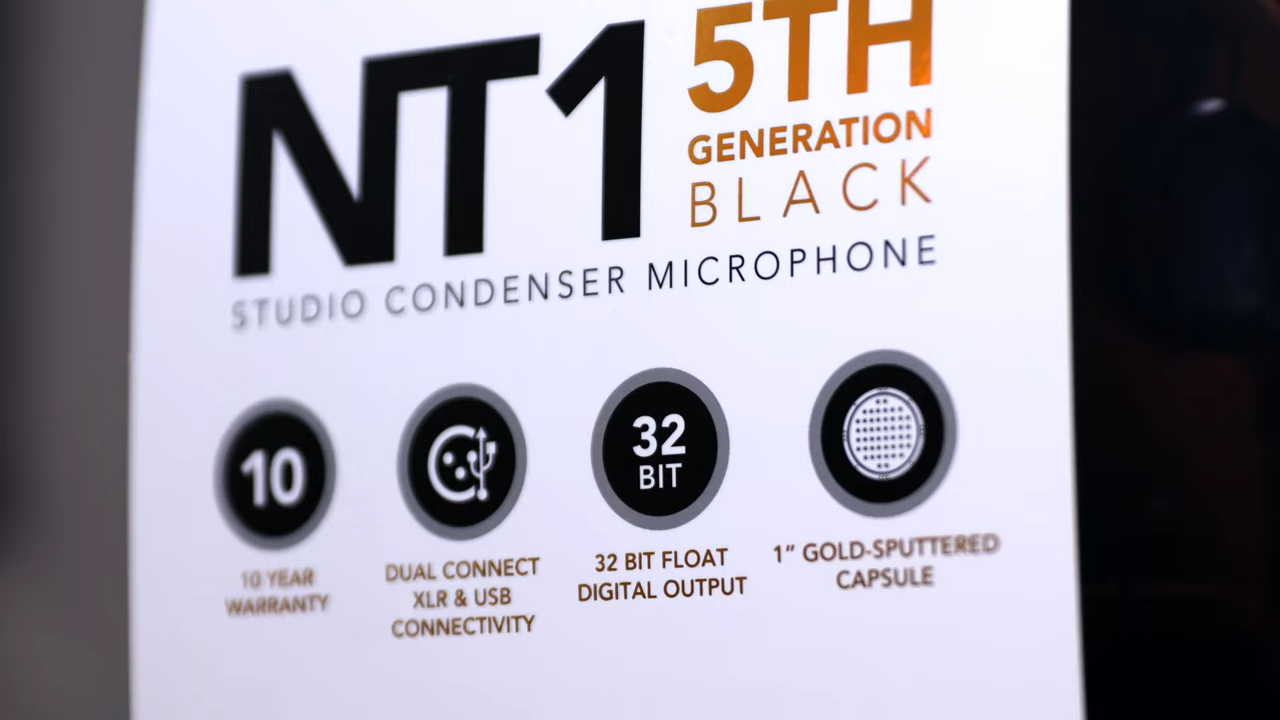 NT1
5TH
GENERATION
BLACK
STUDIO CONDENSER MICROPHONE
10
10 YEAR
WARRANTY
DUAL CONNECT
XLR & USB
CONNECTIVITY
32
BIT
32 BIT FLOAT
DIGITAL OUTPUT
1“ GOLD-SPUTTERED
CAPSULE